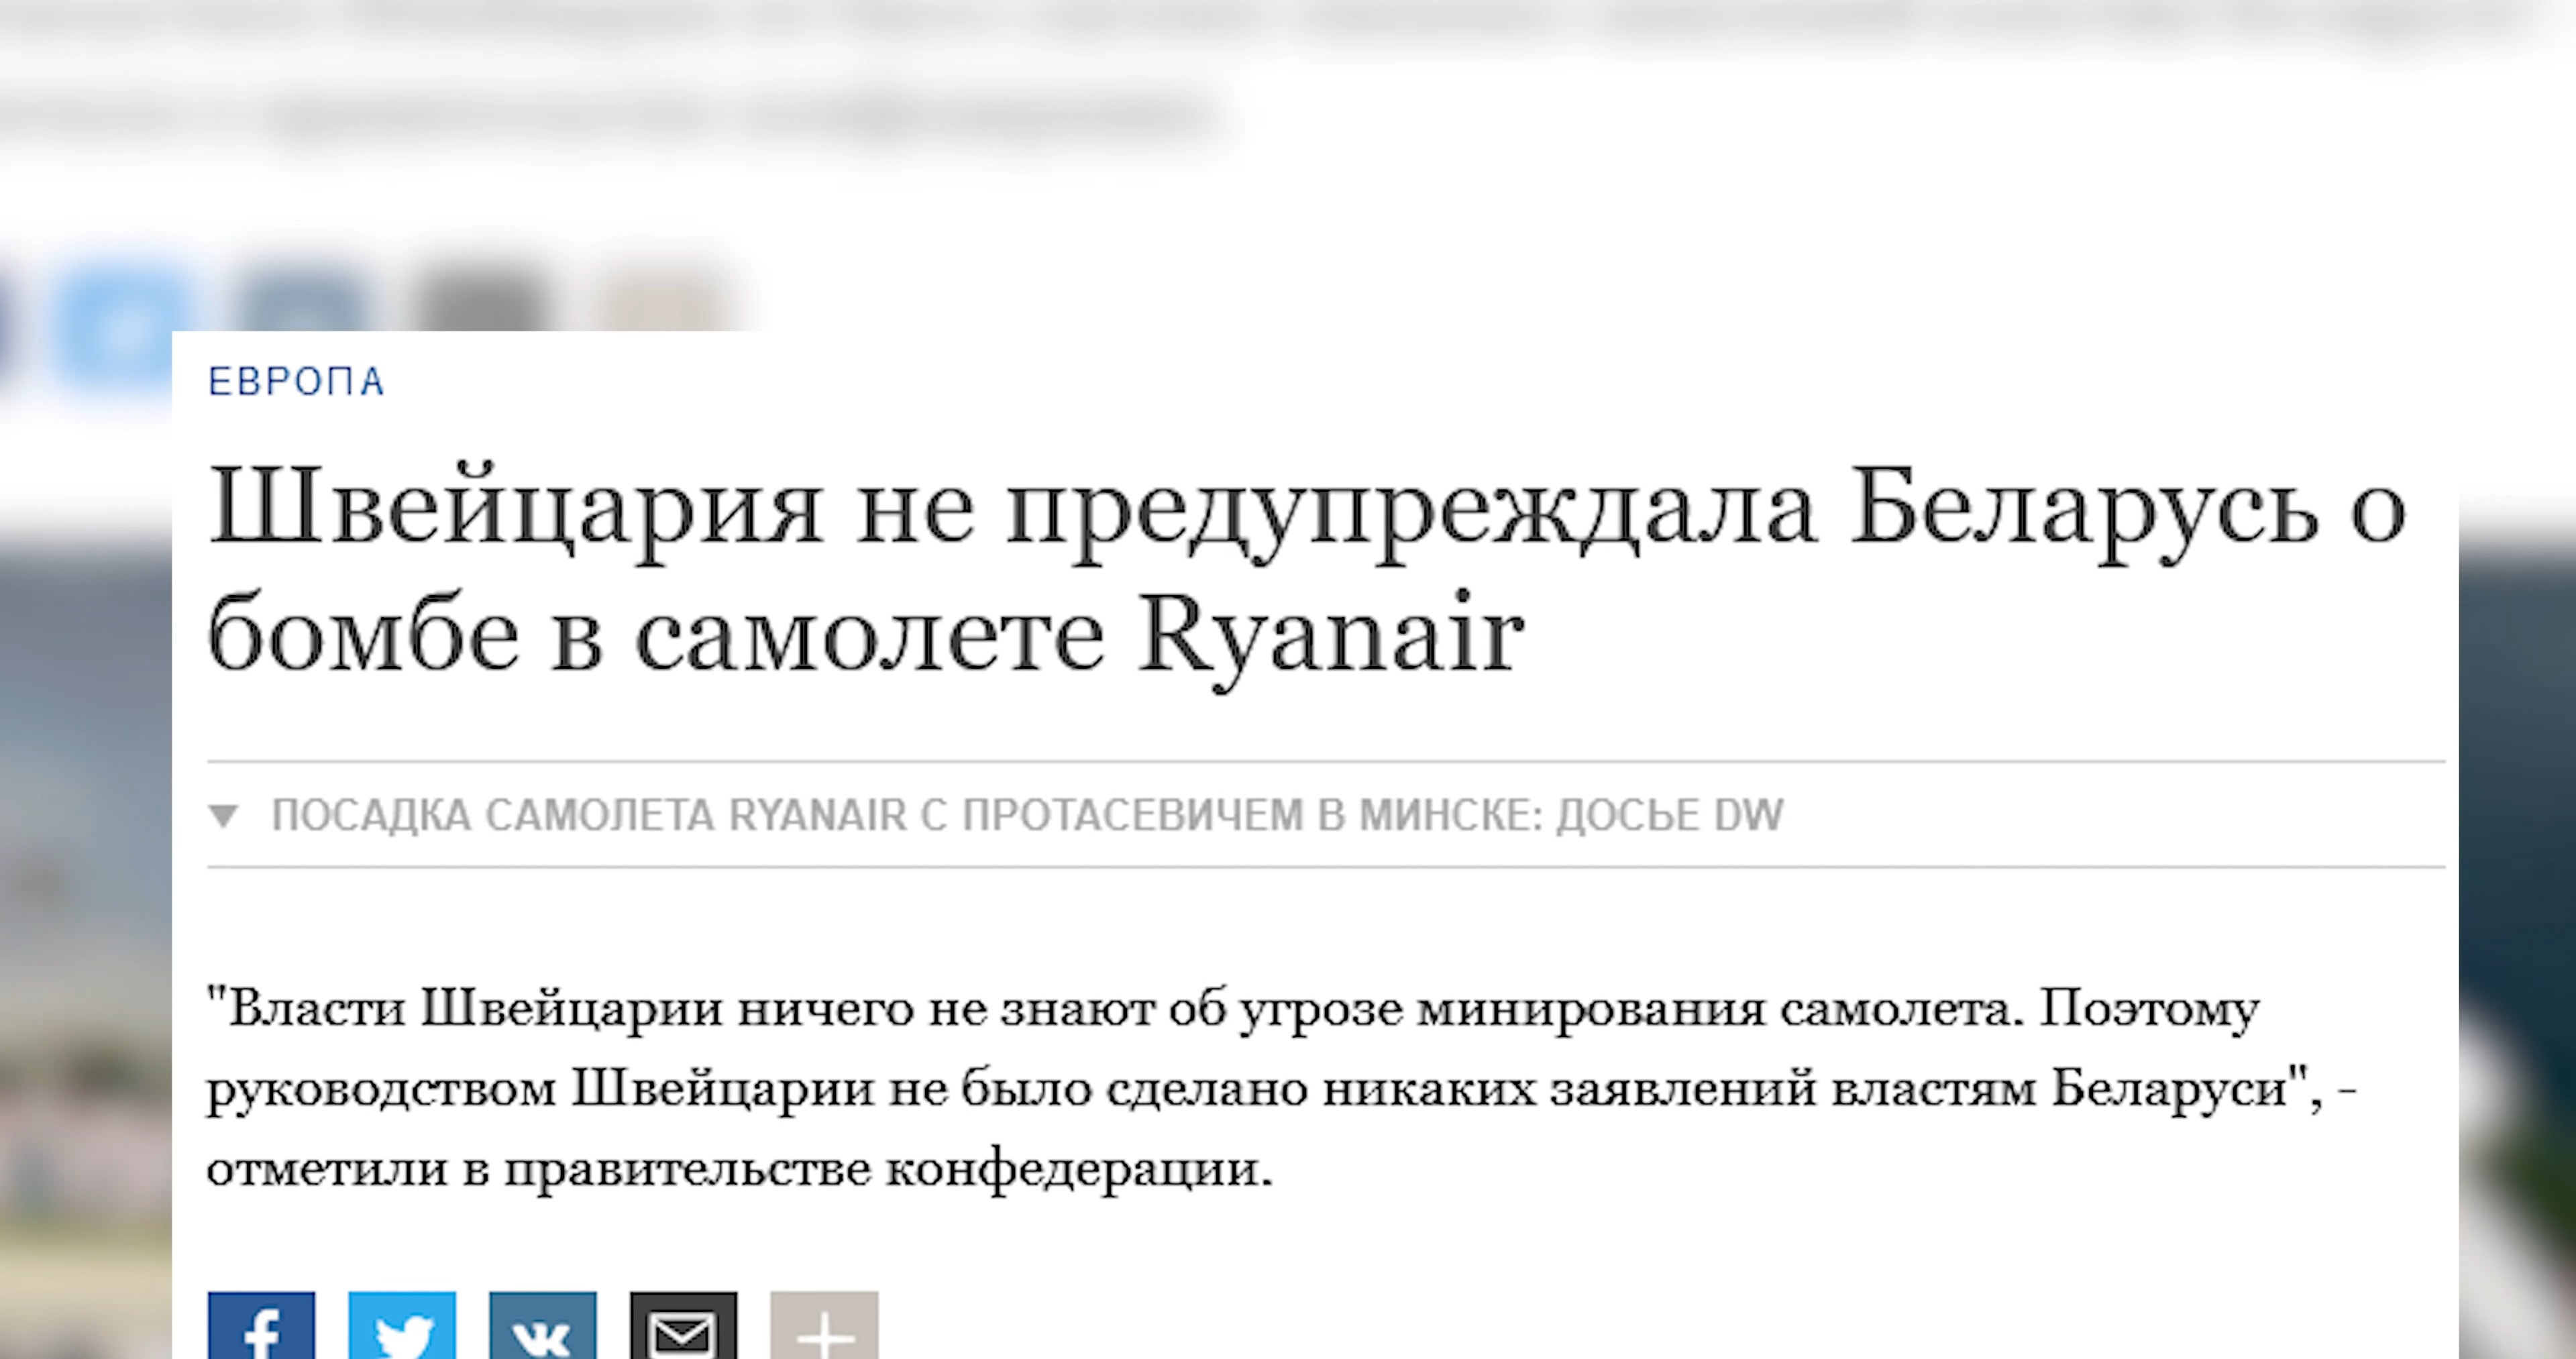 ЕВРОПА
Швейцария не предупреждала Беларусь о
бомбе в самолете Ryanair
ПОСАДКА САМОЛЕТА RYANAIR С ПРОТАСЕВИЧЕМ В МИНСКЕ: ДОСЬЕ DW
"Власти Швейцарии ничего не знают об угрозе минирования самолета. Поэтому
руководством Швейцарии не было сделано никаких заявлений властям Беларуси", -
отметили в правительстве конфедерации.